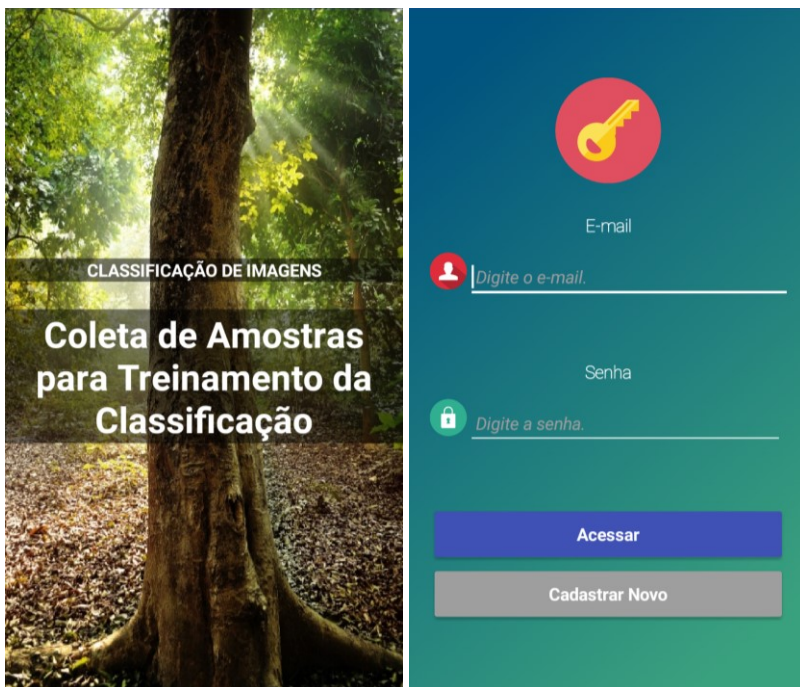 CLASSIFICAÇÃO DE IMAGENS
Coleta de Amostras
para Treinamento da
Classificação
E-mail
Digite o e-mail.
Senha
Digite a senha.
Acessar
Cadastrar Novo